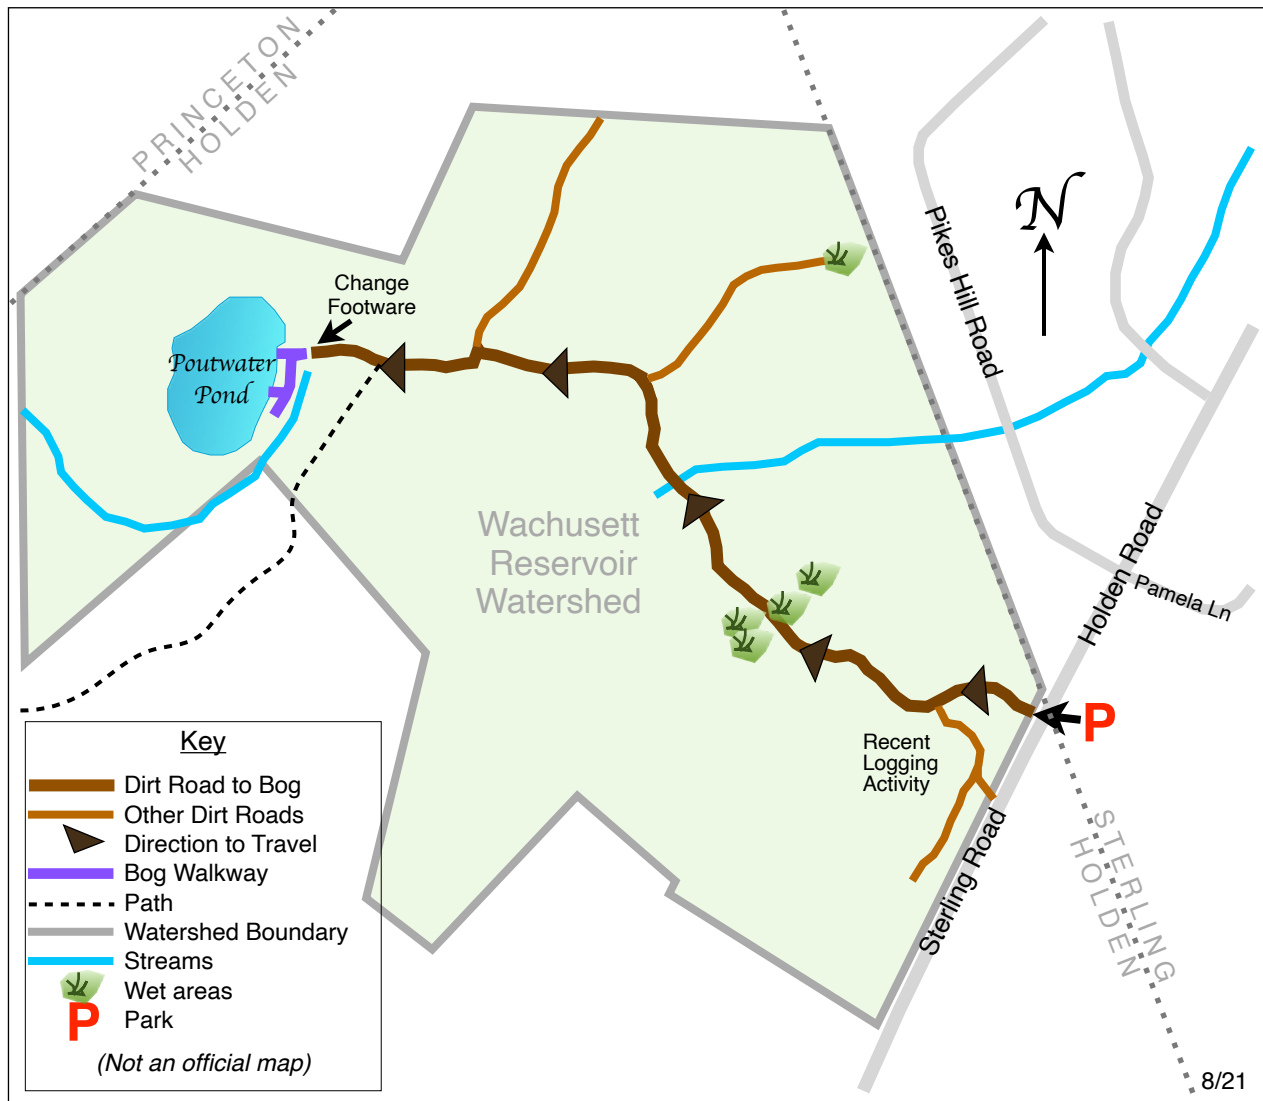 PRINCETON
HOLDEN
N
Pikes Hill Road
Change
Footware
Poutwater
Pond
Wachusett
Reservoir
Watershed
Holden Road
Pamela Ln
P
Recent
Logging
Activity
Sterling Road
STERLING
HOLDEN
Key
Dirt Road to Bog
Other Dirt Roads
Direction to Travel
Bog Walkway
Path
Watershed Boundary
Streams
Wet areas
P Park
(Not an official map)
8/21